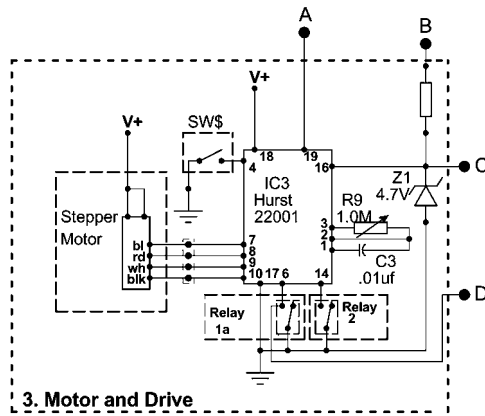 A
B
V+
V+
SW$
18
19
4
16
C
IC3
Hurst
22001
Z1
4.7V
R9
1.0M
Stepper
Motor
3
2
1
bl
rd
wh
blk
7
8
9
10 17 6
14
C3
.01uf
D
Relay
1a
Relay
2
3. Motor and Drive